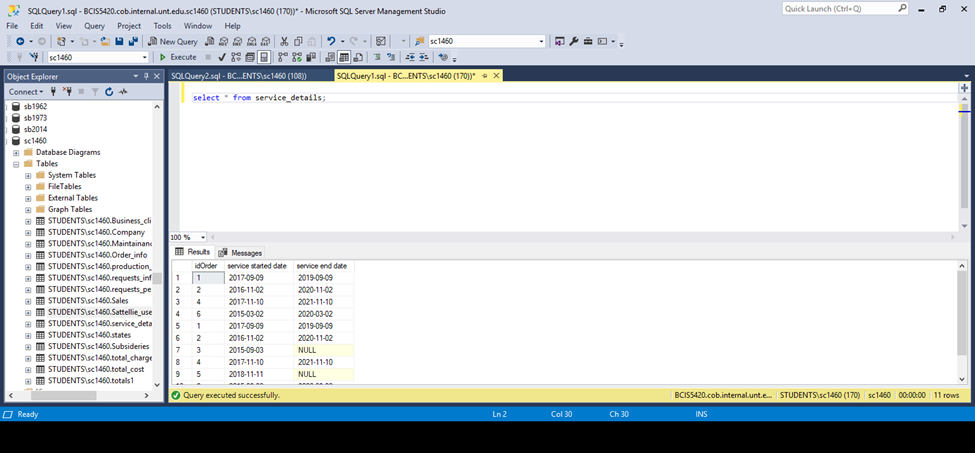 SQLQuery1.sql - BCIS5420.cob.internal.unt.edu.sc1460 (STUDENTS\sc1460 (170))* - Microsoft SQL Server Management Studio
Quick Launch (Ctrl+Q)
File Edit View Query Project Tools Window Help
New Query
sc1460
sc1460
Execute
Object Explorer
SQLQuery2.sql - BC...ENTS\sc1460 (108))
SQLQuery1.sql - BC...ENTS\sc1460 (170))*
Connect
sb1962
sb1973
sb2014
sc1460
Database Diagrams
Tables
System Tables
FileTables
External Tables
Graph Tables
STUDENTS\sc1460.Business_cli
STUDENTS\sc1460.Company
STUDENTS\sc1460.Maintainanc
STUDENTS\sc1460.Order_info
STUDENTS\sc1460.production_
STUDENTS\sc1460.requests_inf
STUDENTS\sc1460.requests_pe
STUDENTS\sc1460.Sales
STUDENTS\sc1460.Sattellie_use
STUDENTS\sc1460.service_deta
STUDENTS\sc1460.states
STUDENTS\sc1460.Subsideries
STUDENTS\sc1460.total_charge
STUDENTS\sc1460.total_cost
STUDENTS\sc1460.totals1
select * from service_details;
100 %
Results Messages
idOrder service started date service end date
1 1 2017-09-09 2019-09-09
2 2 2016-11-02 2020-11-02
3 4 2017-11-10 2021-11-10
4 6 2015-03-02 2020-03-02
5 1 2017-09-09 2019-09-09
6 2 2016-11-02 2020-11-02
7 3 2015-09-03 NULL
8 4 2017-11-10 2021-11-10
9 5 2018-11-11 NULL
Query executed successfully.
BCIS5420.cob.internal.unt.e... STUDENTS\sc1460 (170) sc1460 00:00:00 11 rows
Ready Ln 2 Col 30 Ch 30 INS